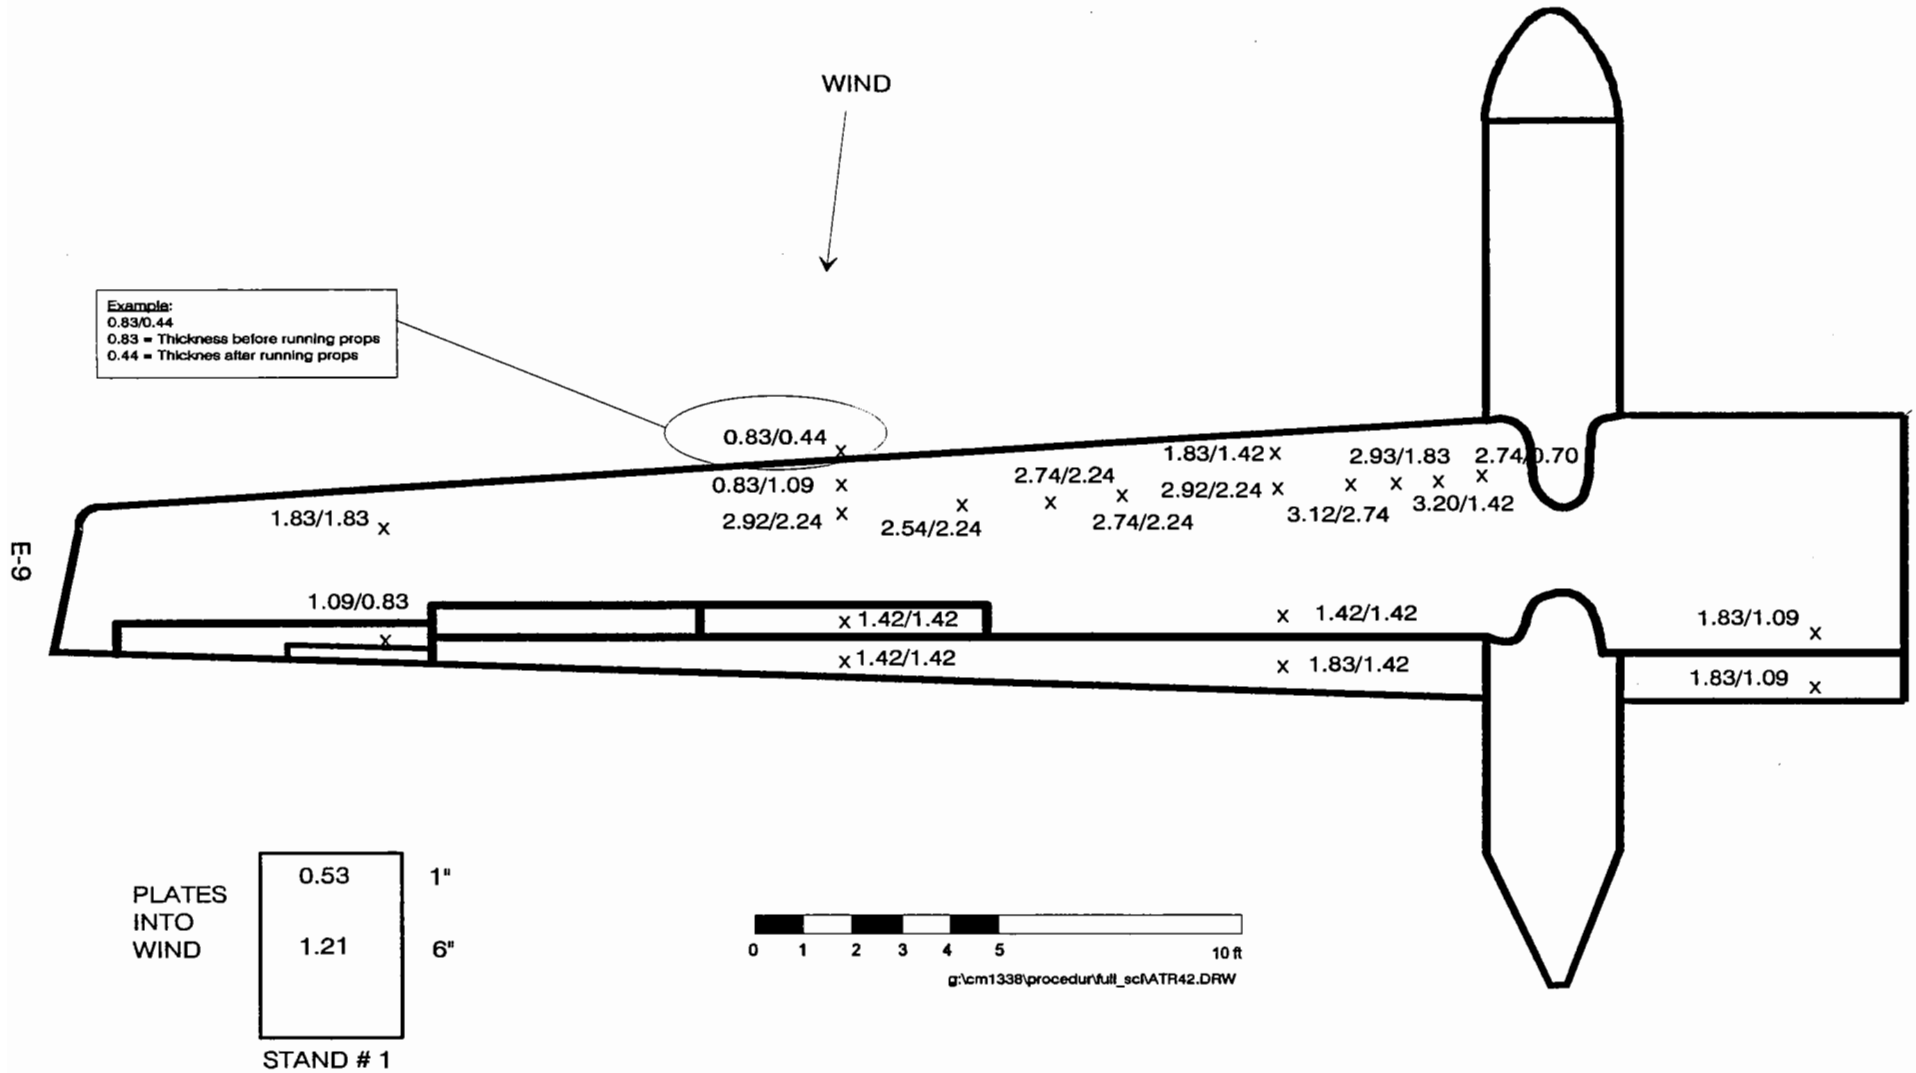 WIND
Example:
0.83/0.44
0.83 = Thickness before running props
0.44 = Thicknes after running props
0.83/0.44
1.83/1.42
2.93/1.83
2.74/0.70
0.83/1.09
2.74/2.24
2.92/2.24
3.20/1.42
1.83/1.83
2.92/2.24
2.54/2.24
2.74/2.24
3.12/2.74
E-9
1.09/0.83
1.42/1.42
1.42/1.42
1.83/1.09
1.42/1.42
1.83/1.42
1.83/1.09
PLATES
INTO
WIND
0.53 1"
1.21 6"
STAND # 1
0 1 2 3 4 5 10 ft
g:\cm1338\procedur\full_scl\ATR42.DRW